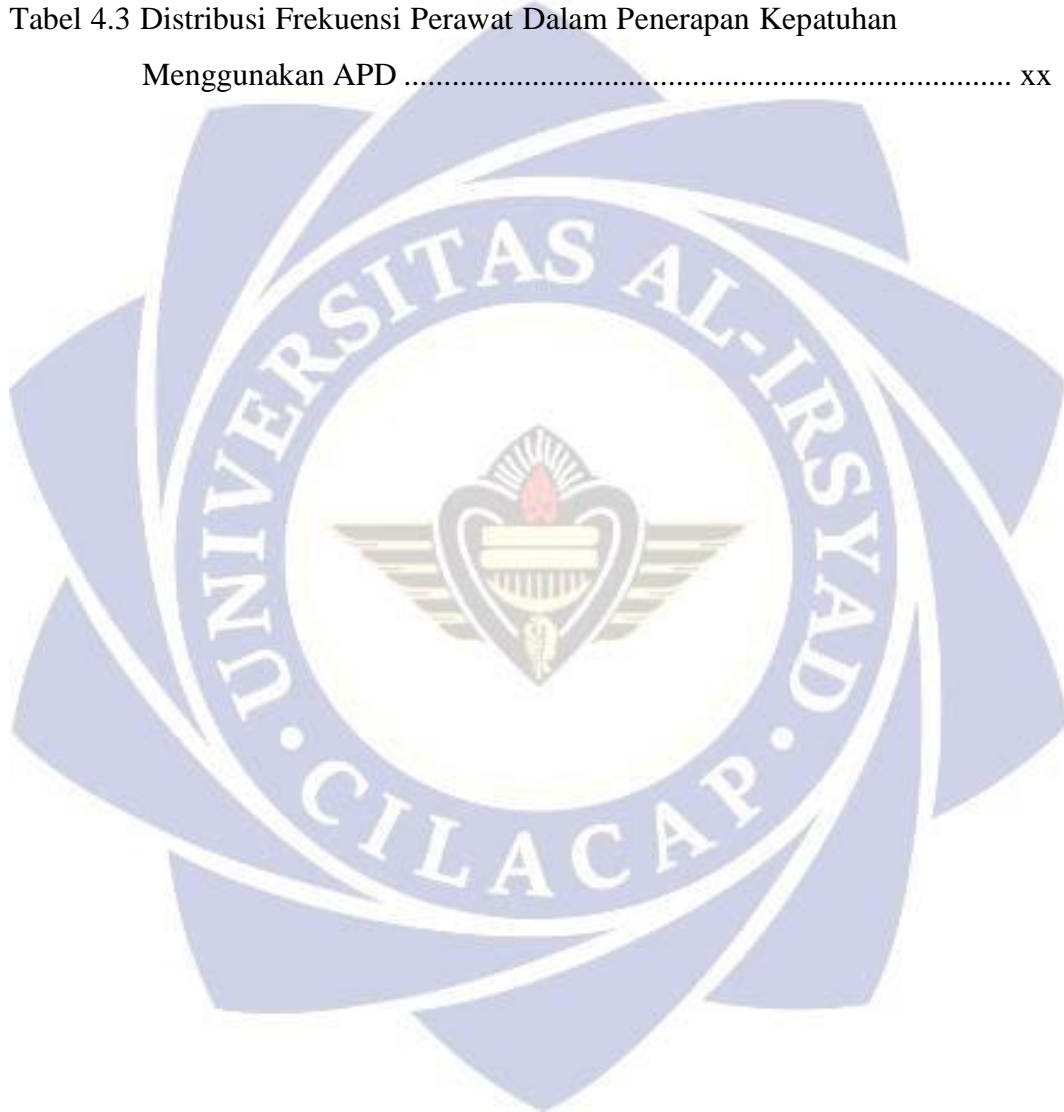 Tabel 4.3 Distribusi Frekuensi Perawat Dalam Penerapan Kepatuhan
Menggunakan APD ............................................................................ xx
UNIVERSITAS AL-IRSYAD
• CILACAP •